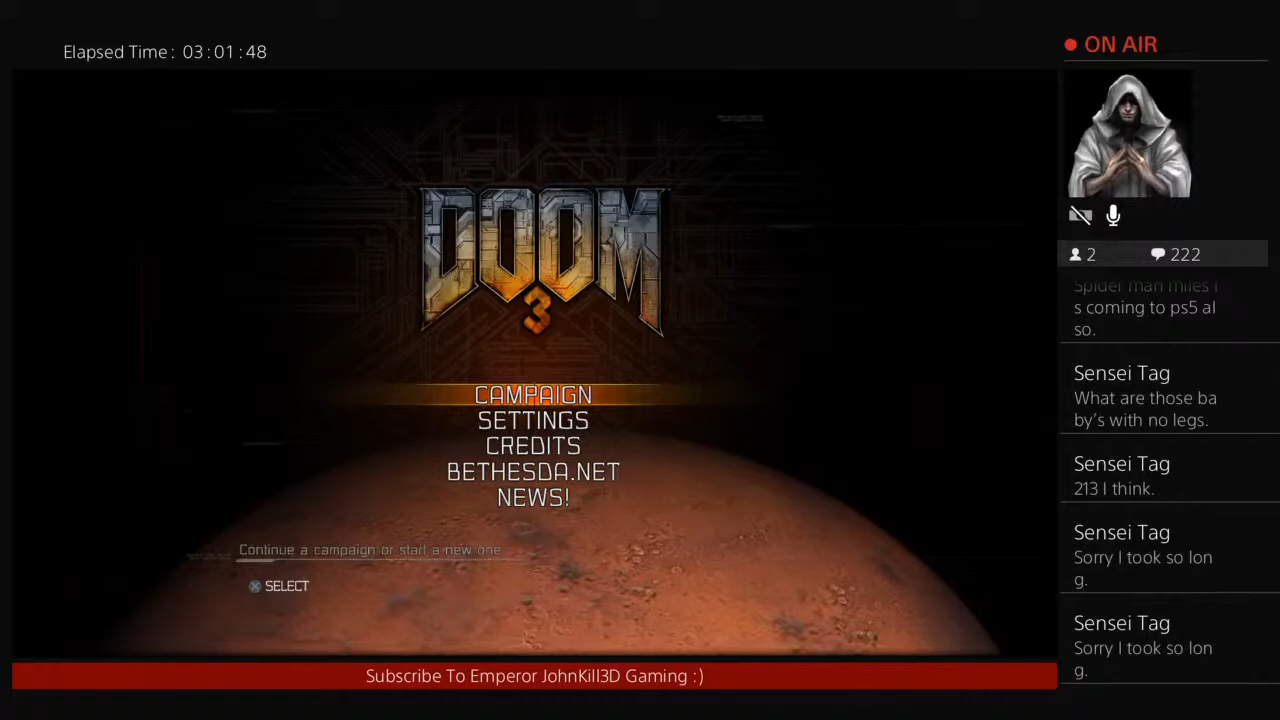 Elapsed Time: 03:01:48
ON AIR
DOOM
3
CAMPAIGN
SETTINGS
CREDITS
BETHESDA.NET
NEWS!
Continue a campaign or start a new one
SELECT
Subscribe To Emperor JohnKill3D Gaming :)
2
222
Spider man miles i
s coming to ps5 al
so.
Sensei Tag
What are those ba
by's with no legs.
Sensei Tag
213 I think.
Sensei Tag
Sorry I took so lon
g.
Sensei Tag
Sorry I took so lon
g.